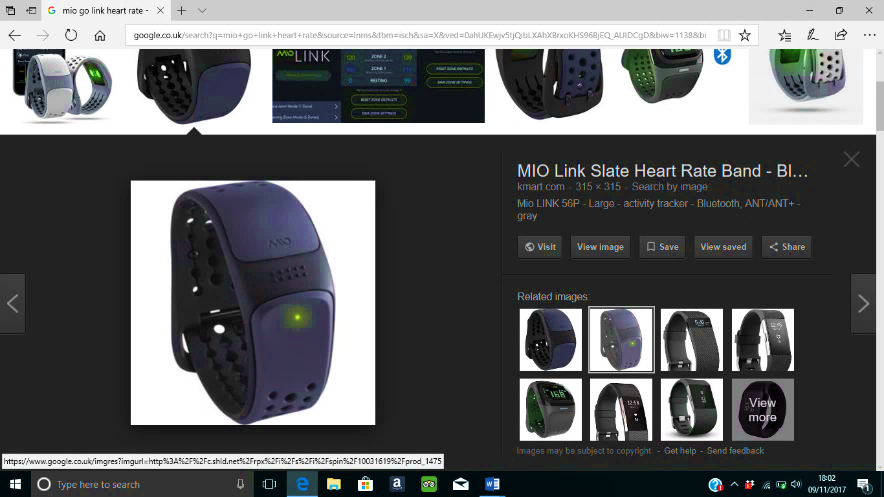 mio go link heart rate -
google.co.uk/search?q=mio+go+link+heart+rate&source=lnms&tbm=isch&sa=X&ved=0ahUKEwjv5tjQjbLXAhXBrxoKHS96BjEQ_AUIDCgD&biw=1138&bi
MIO
LINK
ZONE 2
ZONE 1
RESTING
MIO Link Slate Heart Rate Band - Bl…
kmart.com - 315 × 315 - Search by image
Mio LINK 56P - Large - activity tracker - Bluetooth, ANT/ANT+ -
gray
Visit
View image
Save
View saved
Share
MIO
Related images:
168
View
more
Images may be subject to copyright. - Get help - Send feedback
https://www.google.co.uk/imgres?imgurl=http%3A%2F%2Fc.shld.net%2Frpx%2Fi%2Fs%2Fi%2Fspin%2F10031619%2Fprod_1475
Type here to search
18:02
09/11/2017